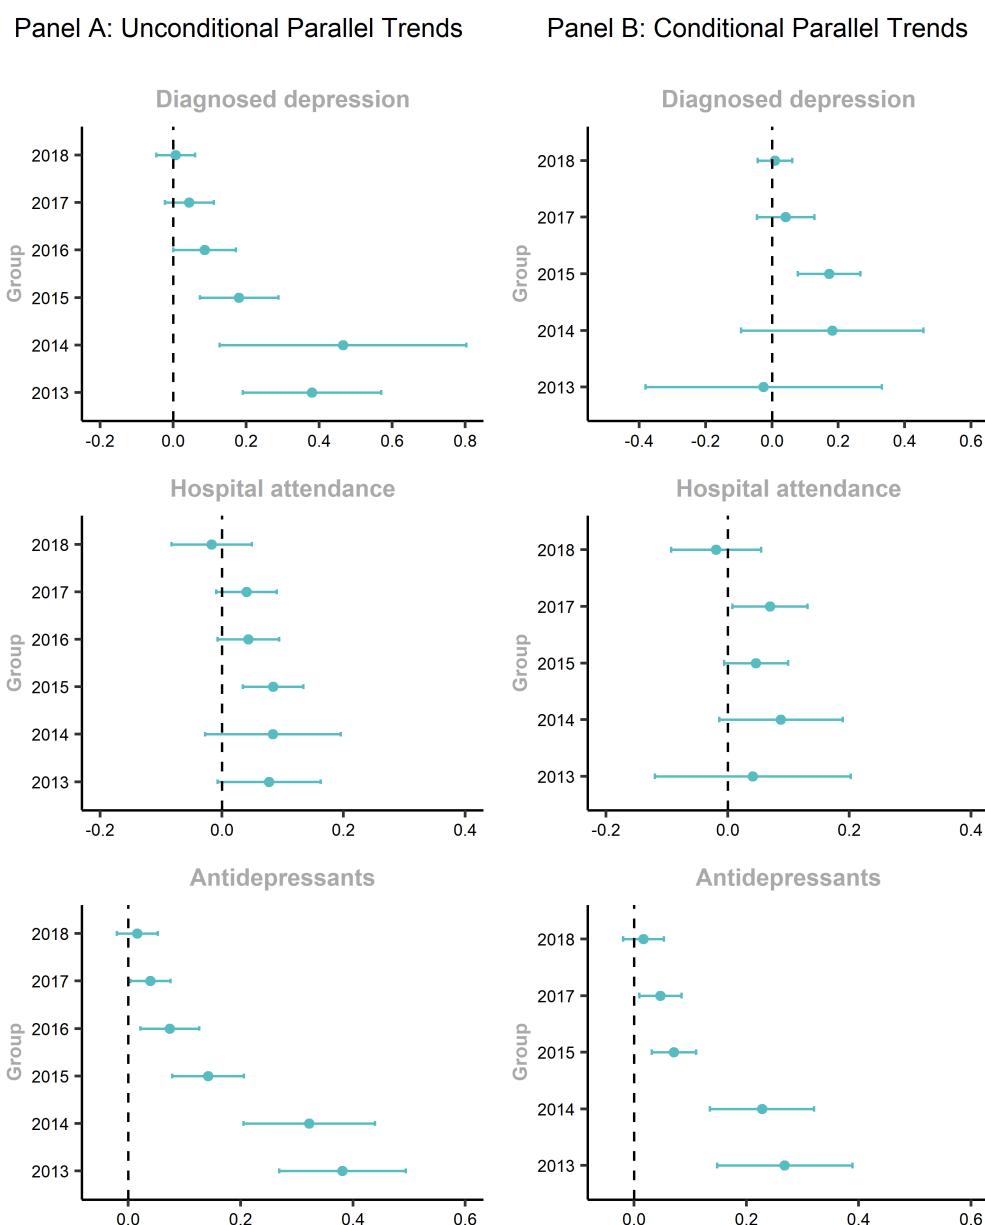 Panel A: Unconditional Parallel Trends
Panel B: Conditional Parallel Trends
Diagnosed depression
Group
2018
2017
2016
2015
2014
2013
-0.2 0.0 0.2 0.4 0.6 0.8
Diagnosed depression
Group
2018
2017
2015
2014
2013
-0.4 -0.2 0.0 0.2 0.4 0.6
Hospital attendance
Group
2018
2017
2016
2015
2014
2013
-0.2 0.0 0.2 0.4
Hospital attendance
Group
2018
2017
2015
2014
2013
-0.2 0.0 0.2 0.4
Antidepressants
Group
2018
2017
2016
2015
2014
2013
0.0 0.2 0.4 0.6
Antidepressants
Group
2018
2017
2015
2014
2013
0.0 0.2 0.4 0.6